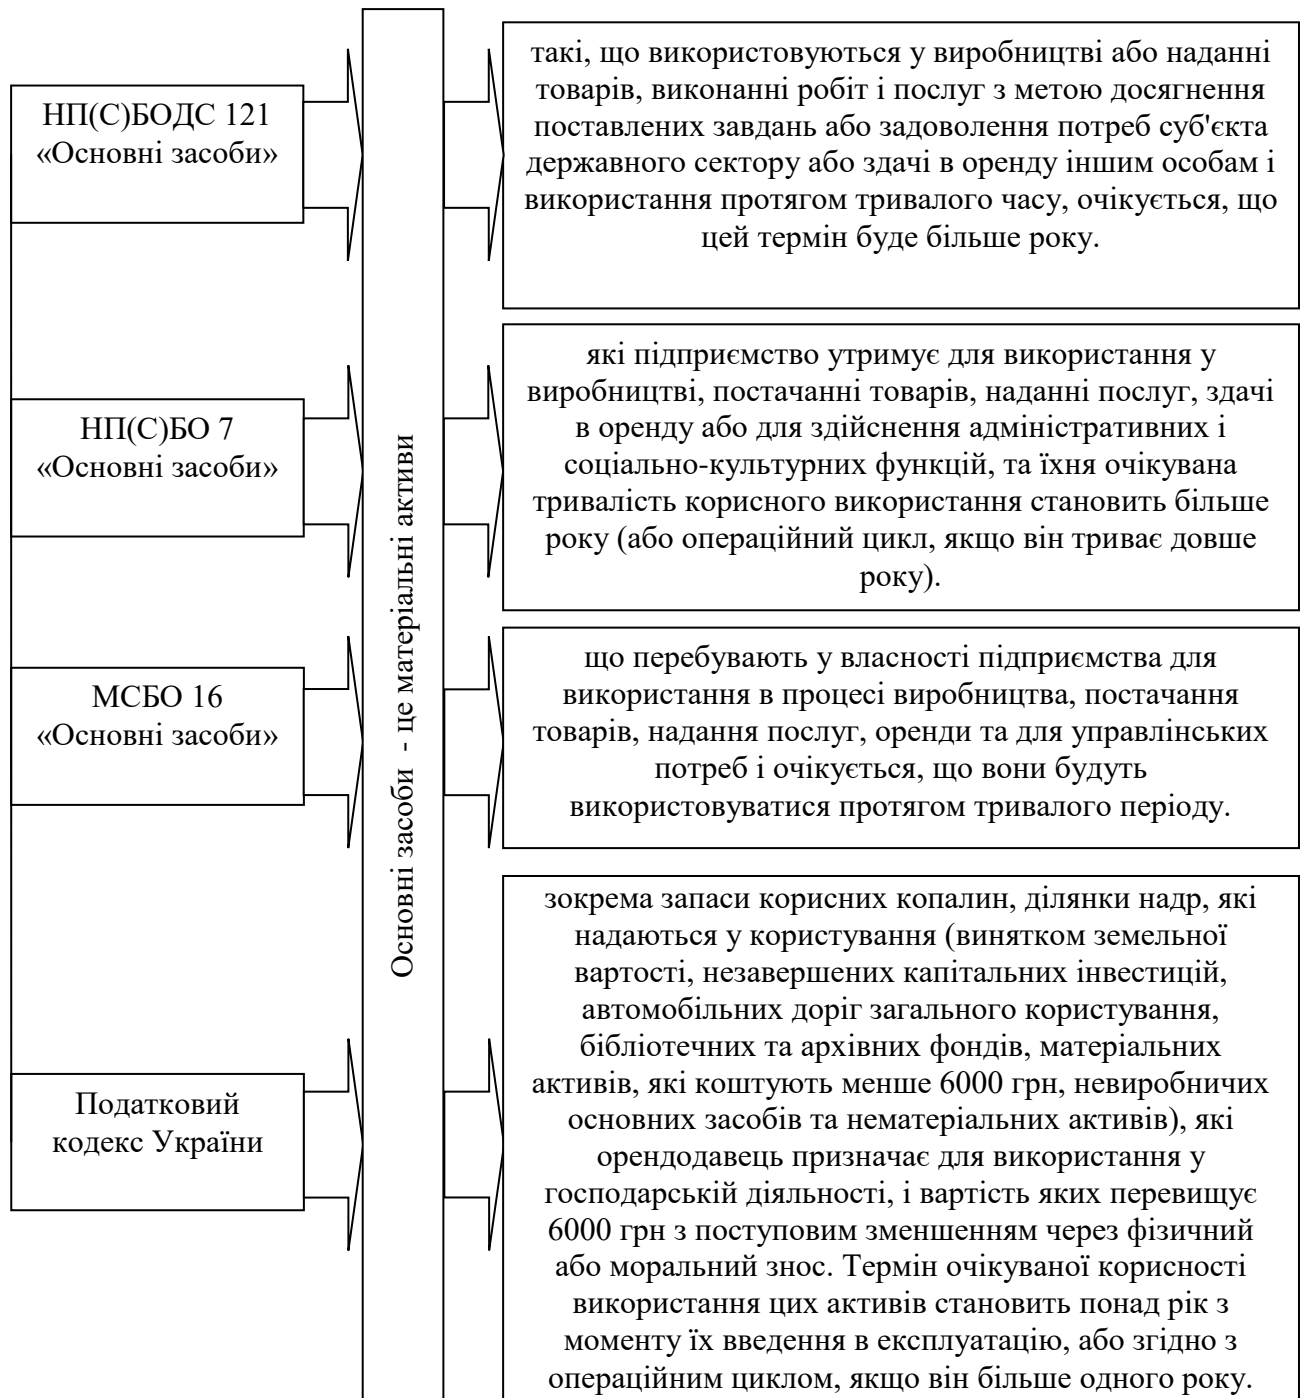 НП(С)БОДС 121
«Основні засоби»
такі, що використовуються у виробництві або наданні
товарів, виконанні робіт і послуг з метою досягнення
поставлених завдань або задоволення потреб суб'єкта
державного сектору або здачі в оренду іншим особам і
використання протягом тривалого часу, очікується, що
цей термін буде більше року.
НП(С)БО 7
«Основні засоби»
які підприємство утримує для використання у
виробництві, постачанні товарів, наданні послуг, здачі
в оренду або для здійснення адміністративних і
соціально-культурних функцій, та їхня очікувана
тривалість корисного використання становить більше
року (або операційний цикл, якщо він триває довше
року).
Основні засоби - це матеріальні активи
МСБО 16
«Основні засоби»
що перебувають у власності підприємства для
використання в процесі виробництва, постачання
товарів, надання послуг, оренди та для управлінських
потреб і очікується, що вони будуть
використовуватися протягом тривалого періоду.
Податковий
кодекс України
зокрема запаси корисних копалин, ділянки надр, які
надаються у користування (винятком земельної
вартості, незавершених капітальних інвестицій,
автомобільних доріг загального користування,
бібліотечних та архівних фондів, матеріальних
активів, які коштують менше 6000 грн, невиробничих
основних засобів та нематеріальних активів), які
орендодавець призначає для використання у
господарській діяльності, і вартість яких перевищує
6000 грн з поступовим зменшенням через фізичний
або моральний знос. Термін очікуваної корисності
використання цих активів становить понад рік з
моменту їх введення в експлуатацію, або згідно з
операційним циклом, якщо він більше одного року.